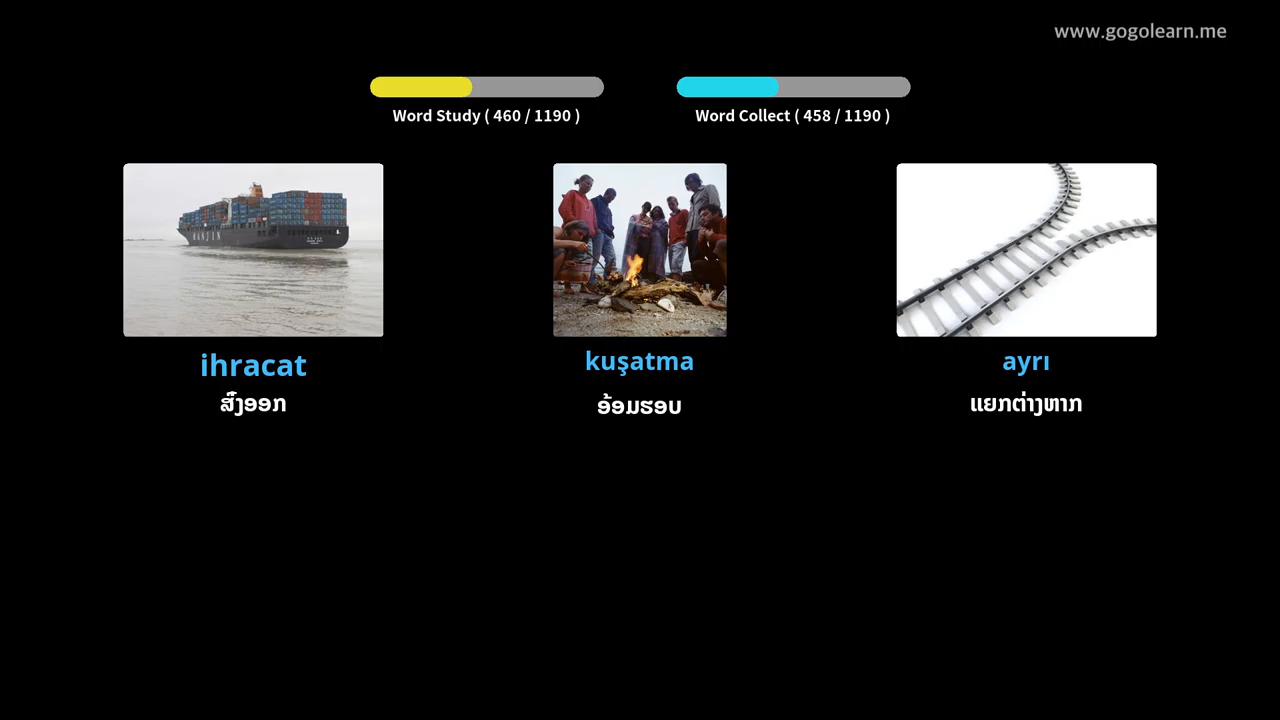 www.gogolearn.me
Word Study ( 460 / 1190 )
Word Collect ( 458 / 1190 )
HANJIN
ihracat
kuşatma
ayrı
ສົ່ງອອກ
ອ້ອມຮອບ
ແຍກຕ່າງຫາກ